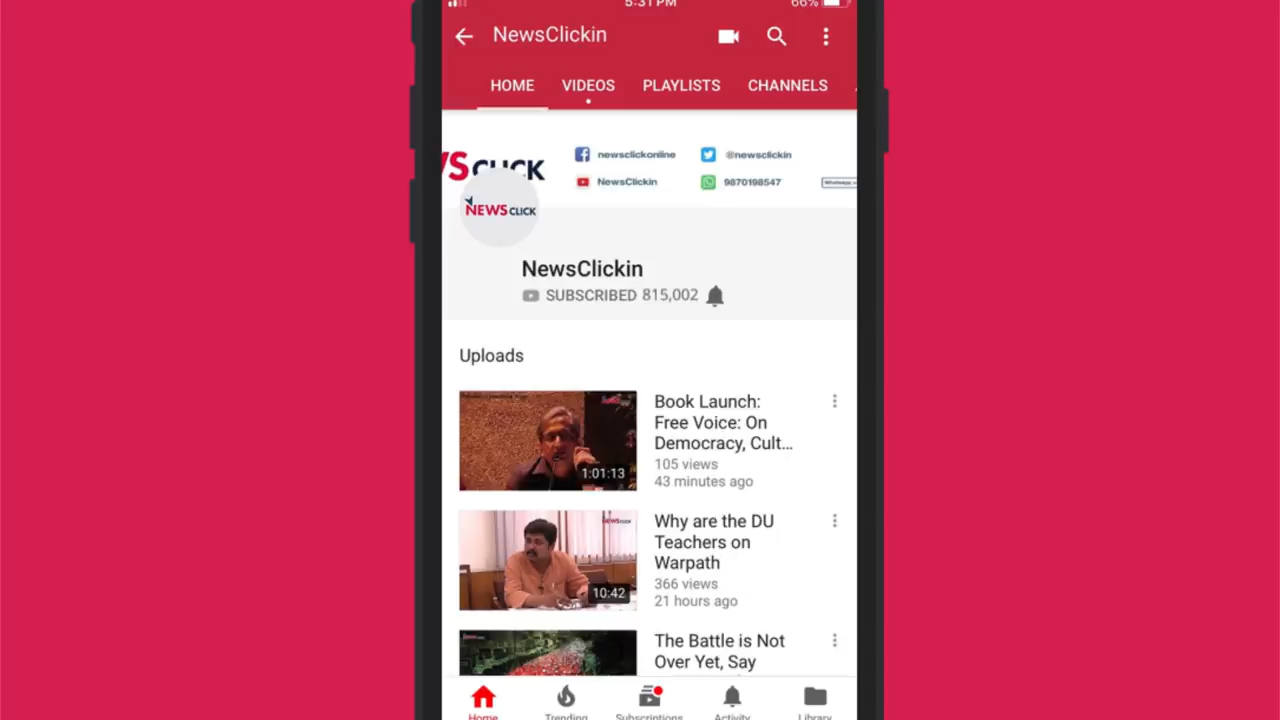 5:31 PM
66%
NewsClickin
HOME
VIDEOS
PLAYLISTS
CHANNELS
WS CLICK
newsclickonline
@newsclickin
NewsClickin
9870198547
NEWSCLICK
NewsClickin
SUBSCRIBED 815,002
Uploads
Book Launch:
Free Voice: On
Democracy, Cult...
105 views
43 minutes ago
1:01:13
Why are the DU
Teachers on
Warpath
366 views
21 hours ago
NEWSCLICK
10:42
The Battle is Not
Over Yet, Say
Home
Trending
Subscriptions
Activity
Library